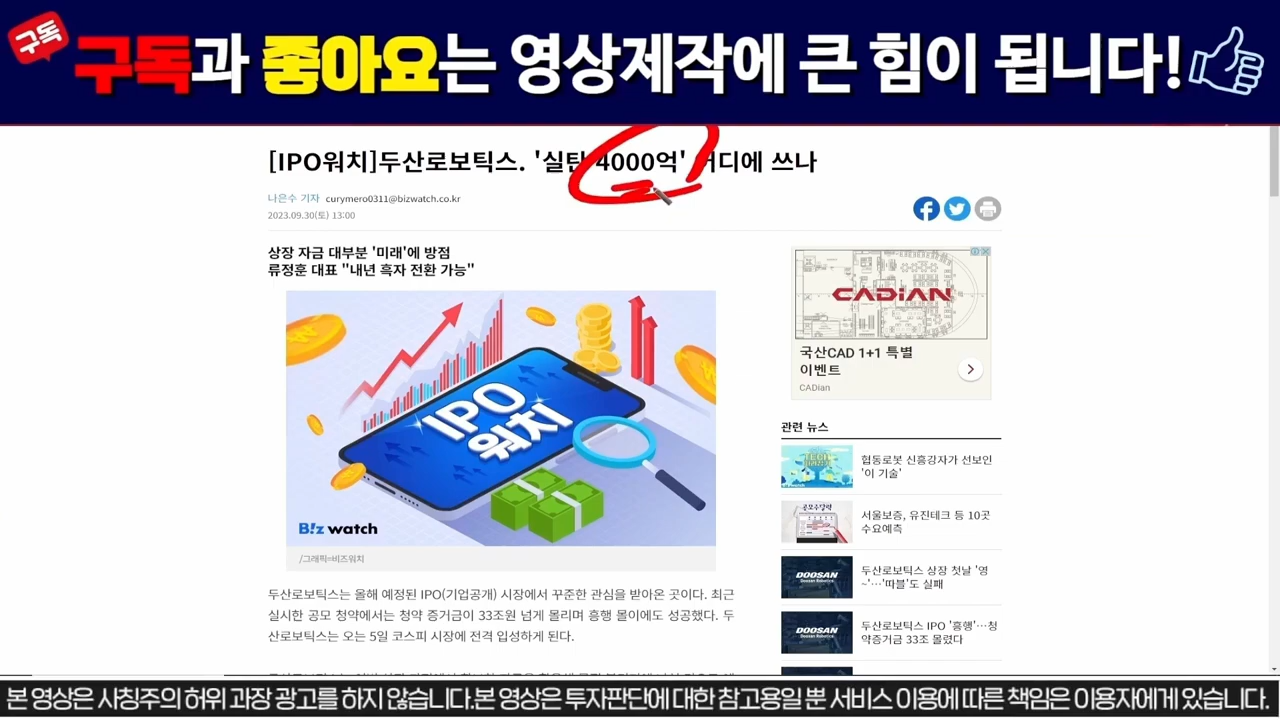 구독
구독과 좋아요는 영상제작에 큰 힘이 됩니다!
[IPO워치]두산로보틱스. '실탄 4000억' 어디에 쓰나
나은수 기자 curymero0311@bizwatch.co.kr
2023.09.30(토) 13:00
상장 자금 대부분 '미래'에 방점
류정훈 대표 "내년 흑자 전환 가능"
IPO
워치
B!z watch
/그래픽=비즈워치
두산로보틱스는 올해 예정된 IPO(기업공개) 시장에서 꾸준한 관심을 받아온 곳이다. 최근
실시한 공모 청약에서는 청약 증거금이 33조원 넘게 몰리며 흥행 몰이에도 성공했다. 두
산로보틱스는 오는 5일 코스피 시장에 전격 입성하게 된다.
CADiAN
국산CAD 1+1 특별
이벤트
CADian
관련 뉴스
협동로봇 신흥강자가 선보인
'이 기술'
서울보증, 유진테크 등 10곳
수요예측
DOOSAN
두산로보틱스 상장 첫날 '영
~'…'따블'도 실패
DOOSAN
두산로보틱스 IPO '흥행'…청
약증거금 33조 몰렸다
본 영상은 사칭주의 허위 과장 광고를 하지 않습니다.본 영상은 투자판단에 대한 참고용일 뿐 서비스 이용에 따른 책임은 이용자에게 있습니다.